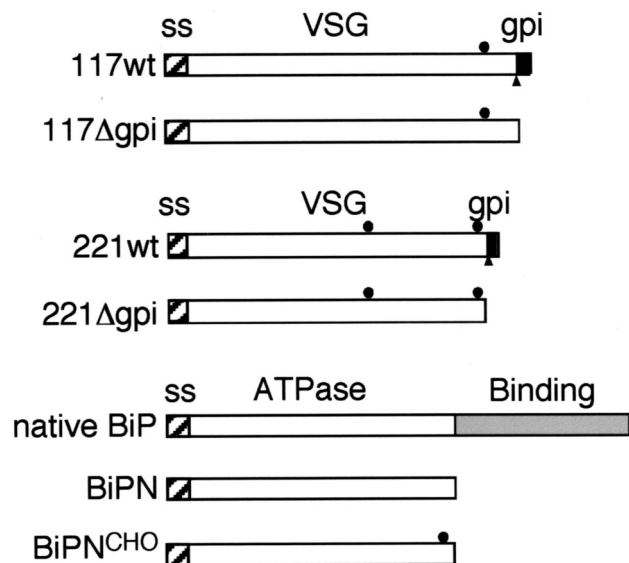 ss VSG gpi
117wt
117Δgpi
ss VSG gpi
221wt
221Δgpi
ss ATPase Binding
native BiP
BiPN
BiPN^CHO